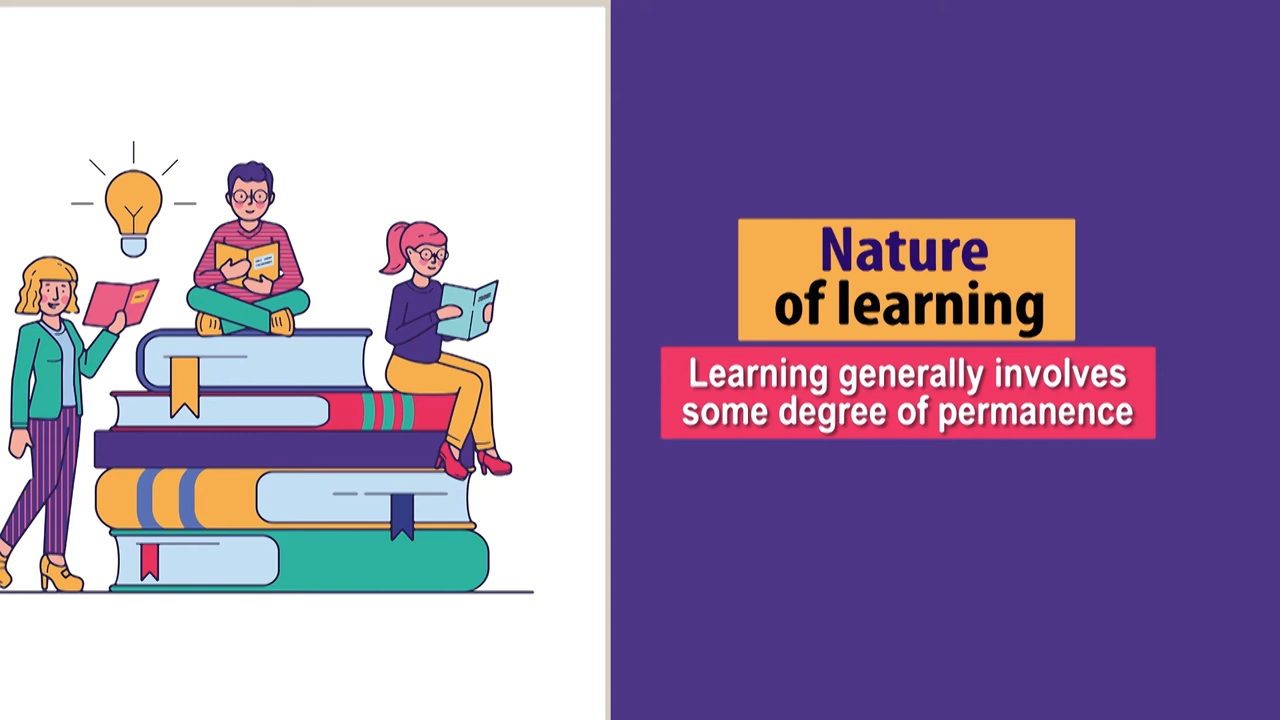 Nature
of learning
Learning generally involves
some degree of permanence